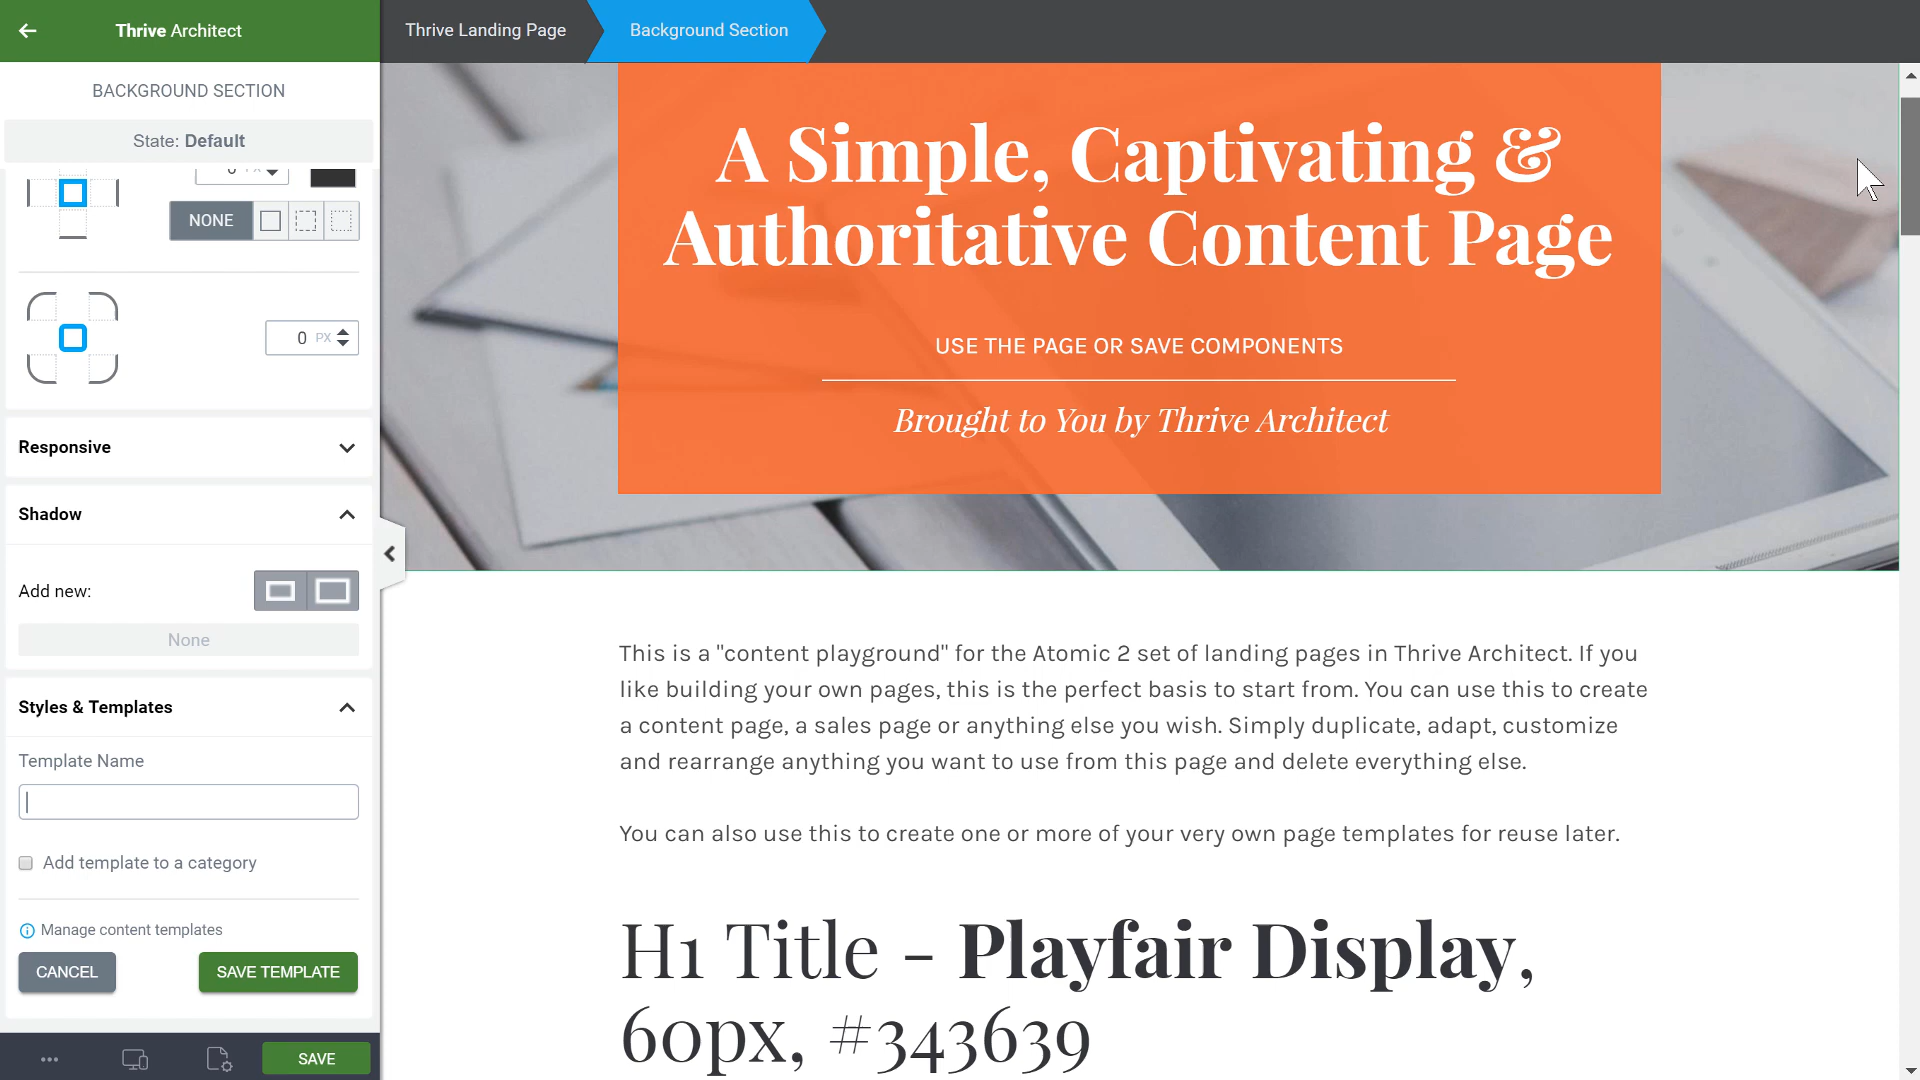 Thrive Architect
Thrive Landing Page
Background Section
BACKGROUND SECTION
State: Default
NONE
0 PX
Responsive
Shadow
Add new:
None
Styles & Templates
Template Name
Add template to a category
Manage content templates
CANCEL
SAVE TEMPLATE
SAVE
A Simple, Captivating &
Authoritative Content Page
USE THE PAGE OR SAVE COMPONENTS
Brought to You by Thrive Architect
This is a "content playground" for the Atomic 2 set of landing pages in Thrive Architect. If you
like building your own pages, this is the perfect basis to start from. You can use this to create
a content page, a sales page or anything else you wish. Simply duplicate, adapt, customize
and rearrange anything you want to use from this page and delete everything else.
You can also use this to create one or more of your very own page templates for reuse later.
H1 Title - Playfair Display,
60px, #343639